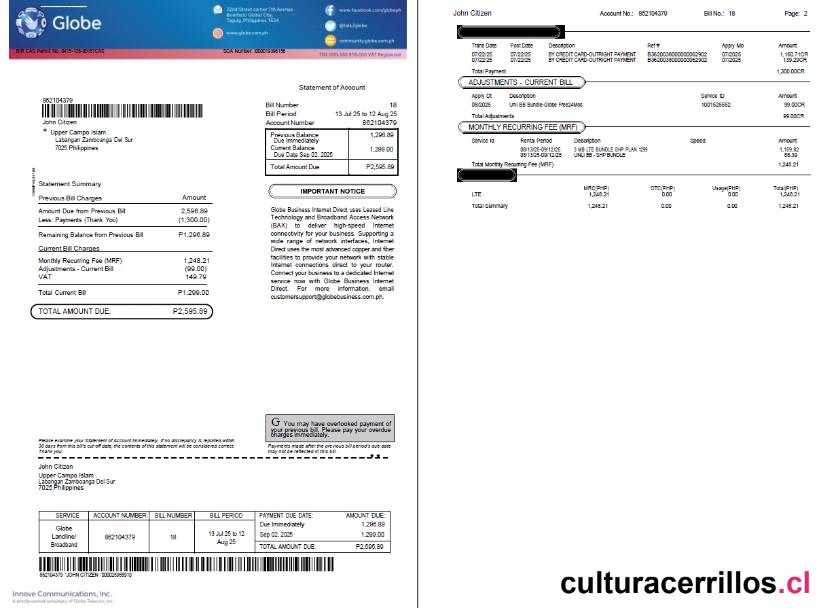 Globe
22nd Street corner 7th Avenue
Bonifacio Global City,
Taguig, Philippines 1634
www.globe.com.ph
www.facebook.com/globeph
@talk2globe
community.globe.com.ph
SOA Number: 0000019396156
Statement of Account
862104379
John Citizen
* Upper Campo Islam
Labangan Zamboanga Del Sur
7025 Philippines
Bill Number 18
Bill Period 13 Jul 25 to 12 Aug 25
Account Number 862104379
Previous Balance 1,296.89
Due Immediately
Current Balance 1,299.00
Due Date Sep 02, 2025
Total Amount Due P2,595.89
Statement Summary
Previous Bill Charges Amount
Amount Due from Previous Bill 2,596.89
Less: Payments (Thank You) (1,300.00)
Remaining Balance from Previous Bill P1,296.89
Current Bill Charges
Monthly Recurring Fee (MRF) 1,248.21
Adjustments - Current Bill (99.00)
VAT 149.79
Total Current Bill P1,299.00
TOTAL AMOUNT DUE: P2,595.89
IMPORTANT NOTICE
Globe Business Internet Direct uses Leased Line
Technology and Broadband Access Network
(BAX) to deliver high-speed Internet
connectivity for your business. Supporting a
wide range of network interfaces, Internet
Direct uses the most advanced copper and fiber
facilities to provide your network with stable
Internet connections direct to your router.
Connect your business to a dedicated Internet
service now with Globe Business Internet
Direct. For more information, email
customersupport@globebusiness.com.ph.
G You may have overlooked payment of
your previous bill. Please pay your overdue
charges immediately.
Please examine your Statement of Account immediately. If no discrepancy is reported within
30 days from this bill's cut-off date, the contents of this statement will be considered correct.
Thank you.
Payments made after the previous bill period's due date
may not be reflected in this bill.
John Citizen
Upper Campo Islam
Labangan Zamboanga Del Sur
7025 Philippines
SERVICE ACCOUNT NUMBER BILL NUMBER BILL PERIOD PAYMENT DUE DATE: AMOUNT DUE:
Globe Landline/ Broadband 862104379 18 13 Jul 25 to 12 Aug 25
Due Immediately 1,296.89
Sep 02, 2025 1,299.00
TOTAL AMOUNT DUE: P2,595.89
Innove Communications, Inc.
A wholly-owned subsidiary of Globe Telecom, Inc.
John Citizen Account No.: 862104379 Bill No.: 18 Page: 2
Trans Date Post Date Description Ref # Apply Mo Amount
07/22/25 07/22/25 BY CREDIT CARD-OUTRIGHT PAYMENT 07/2025 1,160.71CR
07/22/25 07/22/25 BY CREDIT CARD-OUTRIGHT PAYMENT 07/2025 139.29CR
Total Payment 1,300.00CR
ADJUSTMENTS - CURRENT BILL
Apply Dt Description Service ID Amount
08/2025 Unli BB Bundle-Globe Free24Mos 99.00CR
Total Adjustments 99.00CR
MONTHLY RECURRING FEE (MRF)
Service Id Rental Period Description Speed Amount
08/13/25-09/12/25 3 MB LTE BUNDLE SHP PLAN 1299 1,159.82
08/13/25-09/12/25 UNLI BB - SHP BUNDLE 88.39
Total Monthly Recurring Fee (MRF) 1,248.21
MRC(PHP) OTC(PHP) Usage(PHP) Total(PHP)
LTE 1,248.21 0.00 0.00 1,248.21
Total Summary 1,248.21 0.00 0.00 1,248.21
culturacerrillos.cl